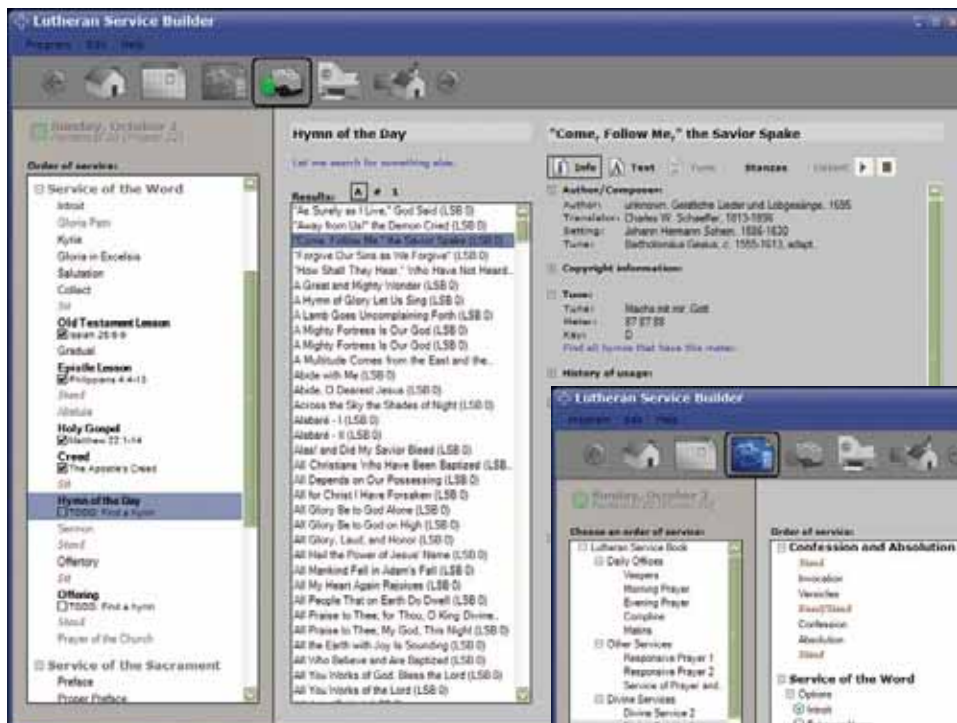 Lutheran Service Builder
Program Edit Help
Sunday, October 2
Order of service:
Service of the Word
Introit
Gloria Patri
Kyrie
Gloria in Excelsis
Salutation
Collect
Sit
Old Testament Lesson
Isaiah 25:6-9
Gradual
Epistle Lesson
Philippians 4:4-13
Stand
Alleluia
Holy Gospel
Matthew 22:1-14
Creed
The Apostle's Creed
Sit
Hymn of the Day
TODO: Find a hymn
Sermon
Stand
Offertory
Sit
Offering
TODO: Find a hymn
Stand
Prayer of the Church
Service of the Sacrament
Preface
Proper Preface
Hymn of the Day
Let me search for something else.
Results: A # 1
"As Surely as I Live," God Said (LSB 0)
"Away from Us!" the Demon Cried (LSB 0)
"Come, Follow Me," the Savior Spake (LSB 0)
"Forgive Our Sins as We Forgive" (LSB 0)
"How Shall They Hear," Who Have Not Heard...
A Great and Mighty Wonder (LSB 0)
A Hymn of Glory Let Us Sing (LSB 0)
A Lamb Goes Uncomplaining Forth (LSB 0)
A Mighty Fortress Is Our God (LSB 0)
A Mighty Fortress Is Our God (LSB 0)
A Multitude Comes from the East and the...
Abide with Me (LSB 0)
Abide, O Dearest Jesus (LSB 0)
Across the Sky the Shades of Night (LSB 0)
Alabaré - I (LSB 0)
Alabaré - II (LSB 0)
Alas! and Did My Savior Bleed (LSB 0)
All Christians Who Have Been Baptized (LSB...
All Depends on Our Possessing (LSB 0)
All for Christ I Have Forsaken (LSB 0)
All Glory Be to God Alone (LSB 0)
All Glory Be to God on High (LSB 0)
All Glory, Laud, and Honor (LSB 0)
All Hail the Power of Jesus' Name (LSB 0)
All Mankind Fell in Adam's Fall (LSB 0)
All My Heart Again Rejoices (LSB 0)
All People That on Earth Do Dwell (LSB 0)
All Praise to Thee, for Thou, O King Divine...
All Praise to Thee, My God, This Night (LSB 0)
All the Earth with Joy Is Sounding (LSB 0)
All Who Believe and Are Baptized (LSB 0)
All You Works of God, Bless the Lord (LSB 0)
All You Works of the Lord (LSB 0)
"Come, Follow Me," the Savior Spake
Info Text Tune Stanzas
Author/Composer:
Author: unknown, Geistliche Lieder und Lobgesänge, 1695
Translator: Charles W. Schaeffer, 1813-1896
Setting: Johann Hermann Schein, 1586-1630
Tune: Bartholomäus Gesius, c. 1555-1613, adapt.
Copyright information:
Tune:
Tune: Machs mit mir, Gott
Meter: 87 87 88
Key: D
Find all hymns that have this meter.
History of usage:
Lutheran Service Builder
Program Edit Help
Sunday, October 2
Choose an order of service:
Lutheran Service Book
Daily Offices
Vespers
Morning Prayer
Evening Prayer
Compline
Matins
Other Services
Responsive Prayer 1
Responsive Prayer 2
Service of Prayer and...
Divine Services
Divine Service 2
Order of service:
Confession and Absolution
Stand
Invocation
Versicles
Kneel/Stand
Confession
Absolution
Stand
Service of the Word
Options
Introit